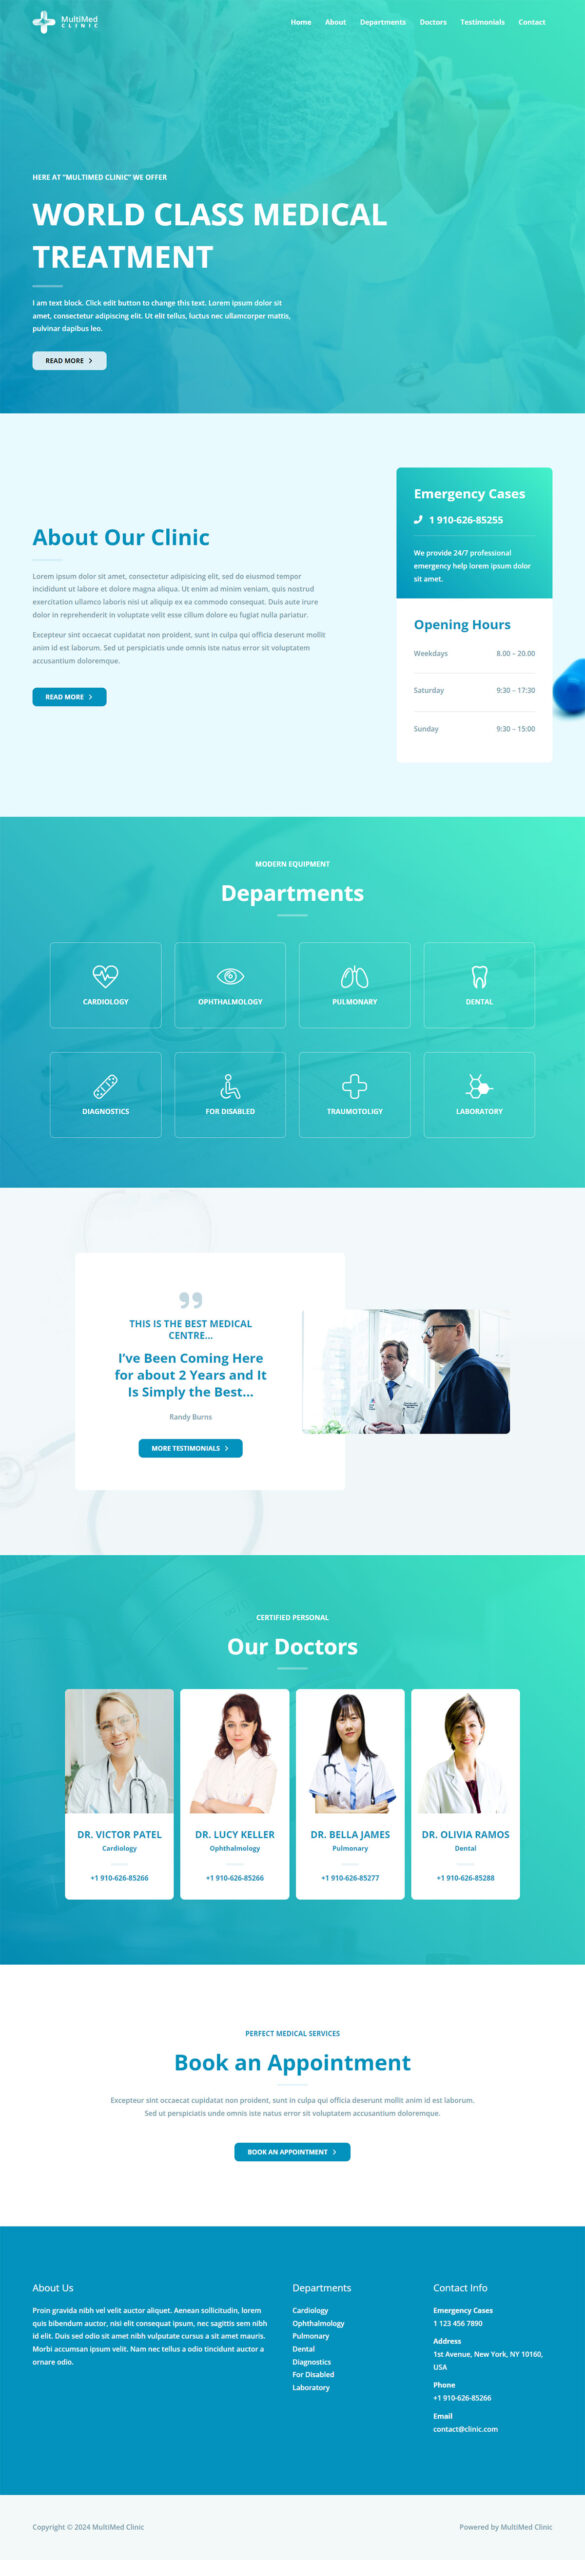 MultiMed
CLINIC
Home About Departments Doctors Testimonials Contact
HERE AT "MULTIMED CLINIC" WE OFFER
WORLD CLASS MEDICAL
TREATMENT
I am text block. Click edit button to change this text. Lorem ipsum dolor sit
amet, consectetur adipiscing elit. Ut elit tellus, luctus nec ullamcorper mattis,
pulvinar dapibus leo.
READ MORE
About Our Clinic
Lorem ipsum dolor sit amet, consectetur adipisicing elit, sed do eiusmod tempor
incididunt ut labore et dolore magna aliqua. Ut enim ad minim veniam, quis nostrud
exercitation ullamco laboris nisi ut aliquip ex ea commodo consequat. Duis aute irure
dolor in reprehenderit in voluptate velit esse cillum dolore eu fugiat nulla pariatur.
Excepteur sint occaecat cupidatat non proident, sunt in culpa qui officia deserunt mollit
anim id est laborum. Sed ut perspiciatis unde omnis iste natus error sit voluptatem
accusantium doloremque.
READ MORE
Emergency Cases
1 910-626-85255
We provide 24/7 professional
emergency help lorem ipsum dolor
sit amet.
Opening Hours
Weekdays 8.00 – 20.00
Saturday 9:30 – 17:30
Sunday 9:30 – 15:00
MODERN EQUIPMENT
Departments
CARDIOLOGY OPHTHALMOLOGY PULMONARY DENTAL
DIAGNOSTICS FOR DISABLED TRAUMOTOLIGY LABORATORY
THIS IS THE BEST MEDICAL
CENTRE...
I've Been Coming Here
for about 2 Years and It
Is Simply the Best...
Randy Burns
MORE TESTIMONIALS
CERTIFIED PERSONAL
Our Doctors
DR. VICTOR PATEL DR. LUCY KELLER DR. BELLA JAMES DR. OLIVIA RAMOS
Cardiology Ophthalmology Pulmonary Dental
+1 910-626-85266 +1 910-626-85266 +1 910-626-85277 +1 910-626-85288
PERFECT MEDICAL SERVICES
Book an Appointment
Excepteur sint occaecat cupidatat non proident, sunt in culpa qui officia deserunt mollit anim id est laborum.
Sed ut perspiciatis unde omnis iste natus error sit voluptatem accusantium doloremque.
BOOK AN APPOINTMENT
About Us
Proin gravida nibh vel velit auctor aliquet. Aenean sollicitudin, lorem
quis bibendum auctor, nisi elit consequat ipsum, nec sagittis sem nibh
id elit. Duis sed odio sit amet nibh vulputate cursus a sit amet mauris.
Morbi accumsan ipsum velit. Nam nec tellus a odio tincidunt auctor a
ornare odio.
Departments
Cardiology
Ophthalmology
Pulmonary
Dental
Diagnostics
For Disabled
Laboratory
Contact Info
Emergency Cases
1 123 456 7890
Address
1st Avenue, New York, NY 10160,
USA
Phone
+1 910-626-85266
Email
contact@clinic.com
Copyright © 2024 MultiMed Clinic
Powered by MultiMed Clinic